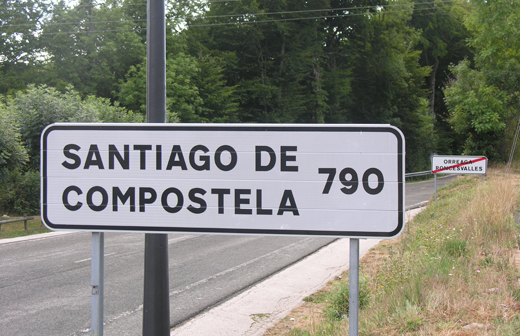 SANTIAGO DE
COMPOSTELA 790
ORREAGA
RONCESVALLES